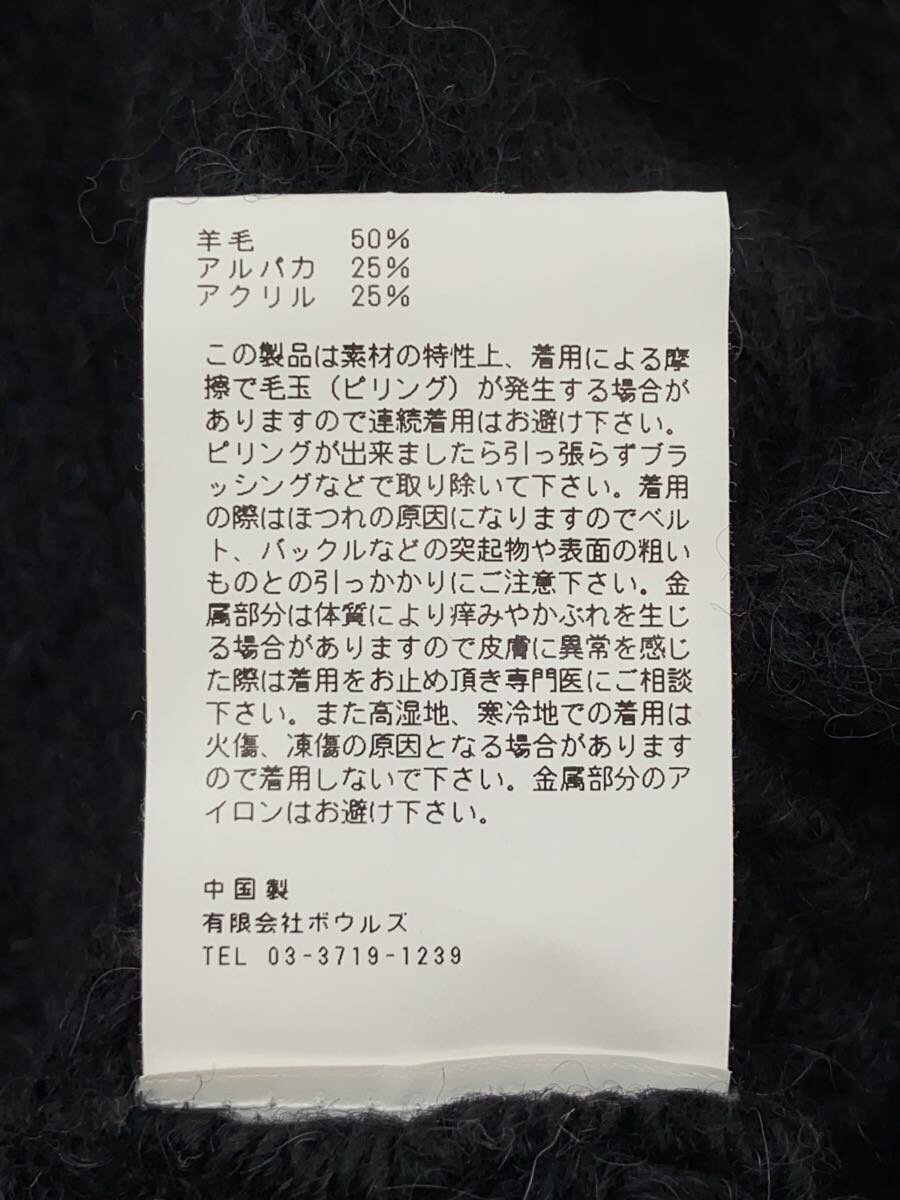 羊毛 50%
アルパカ 25%
アクリル 25%
この製品は素材の特性上、着用による摩
擦で毛玉（ピリング）が発生する場合が
ありますので連続着用はお避け下さい。
ピリングが出来ましたら引っ張らずブラ
ッシングなどで取り除いて下さい。着用
の際はほつれの原因になりますのでベル
ト、バックルなどの突起物や表面の粗い
ものとの引っかかりにご注意下さい。金
属部分は体質により痒みやかぶれを生じ
る場合がありますので皮膚に異常を感じ
た際は着用をお止め頂き専門医にご相談
下さい。また高湿地、寒冷地での着用は
火傷、凍傷の原因となる場合があります
ので着用しないで下さい。金属部分のア
イロンはお避け下さい。
中国製
有限会社ボウルズ
TEL 03-3719-1239